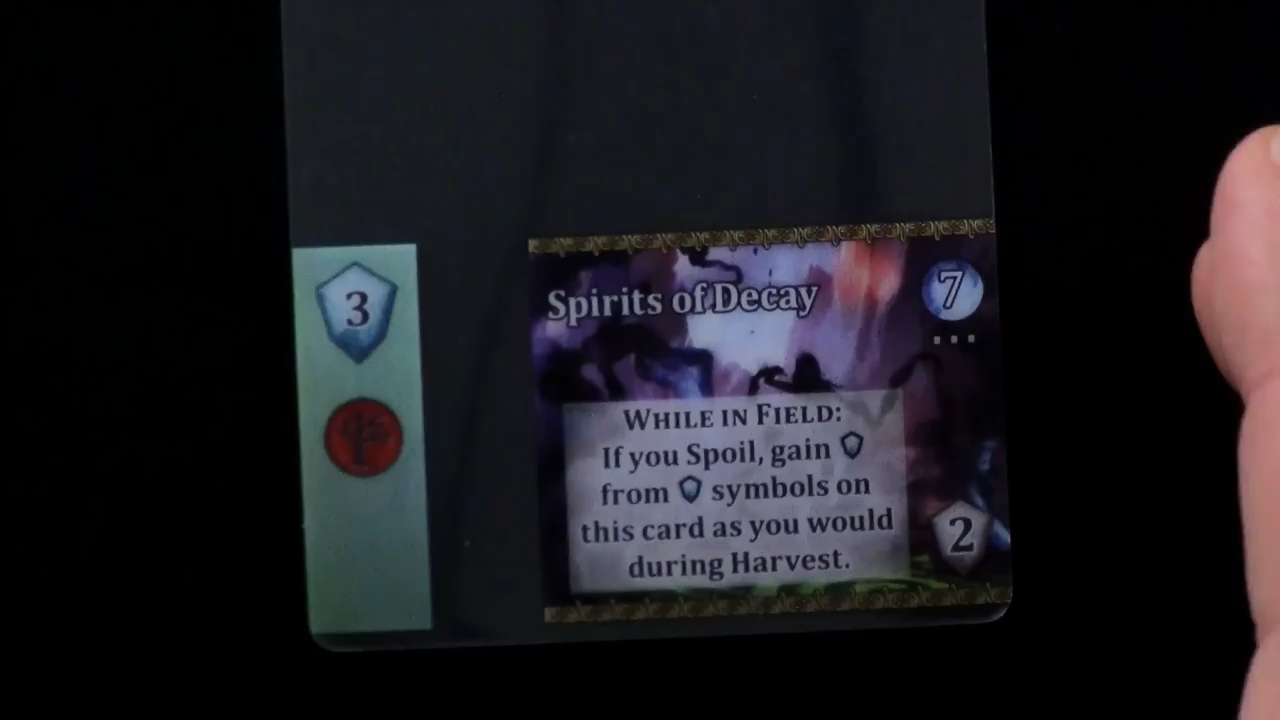 3
Spirits of Decay
7
WHILE IN FIELD:
If you Spoil, gain
from symbols on
this card as you would
during Harvest.
2